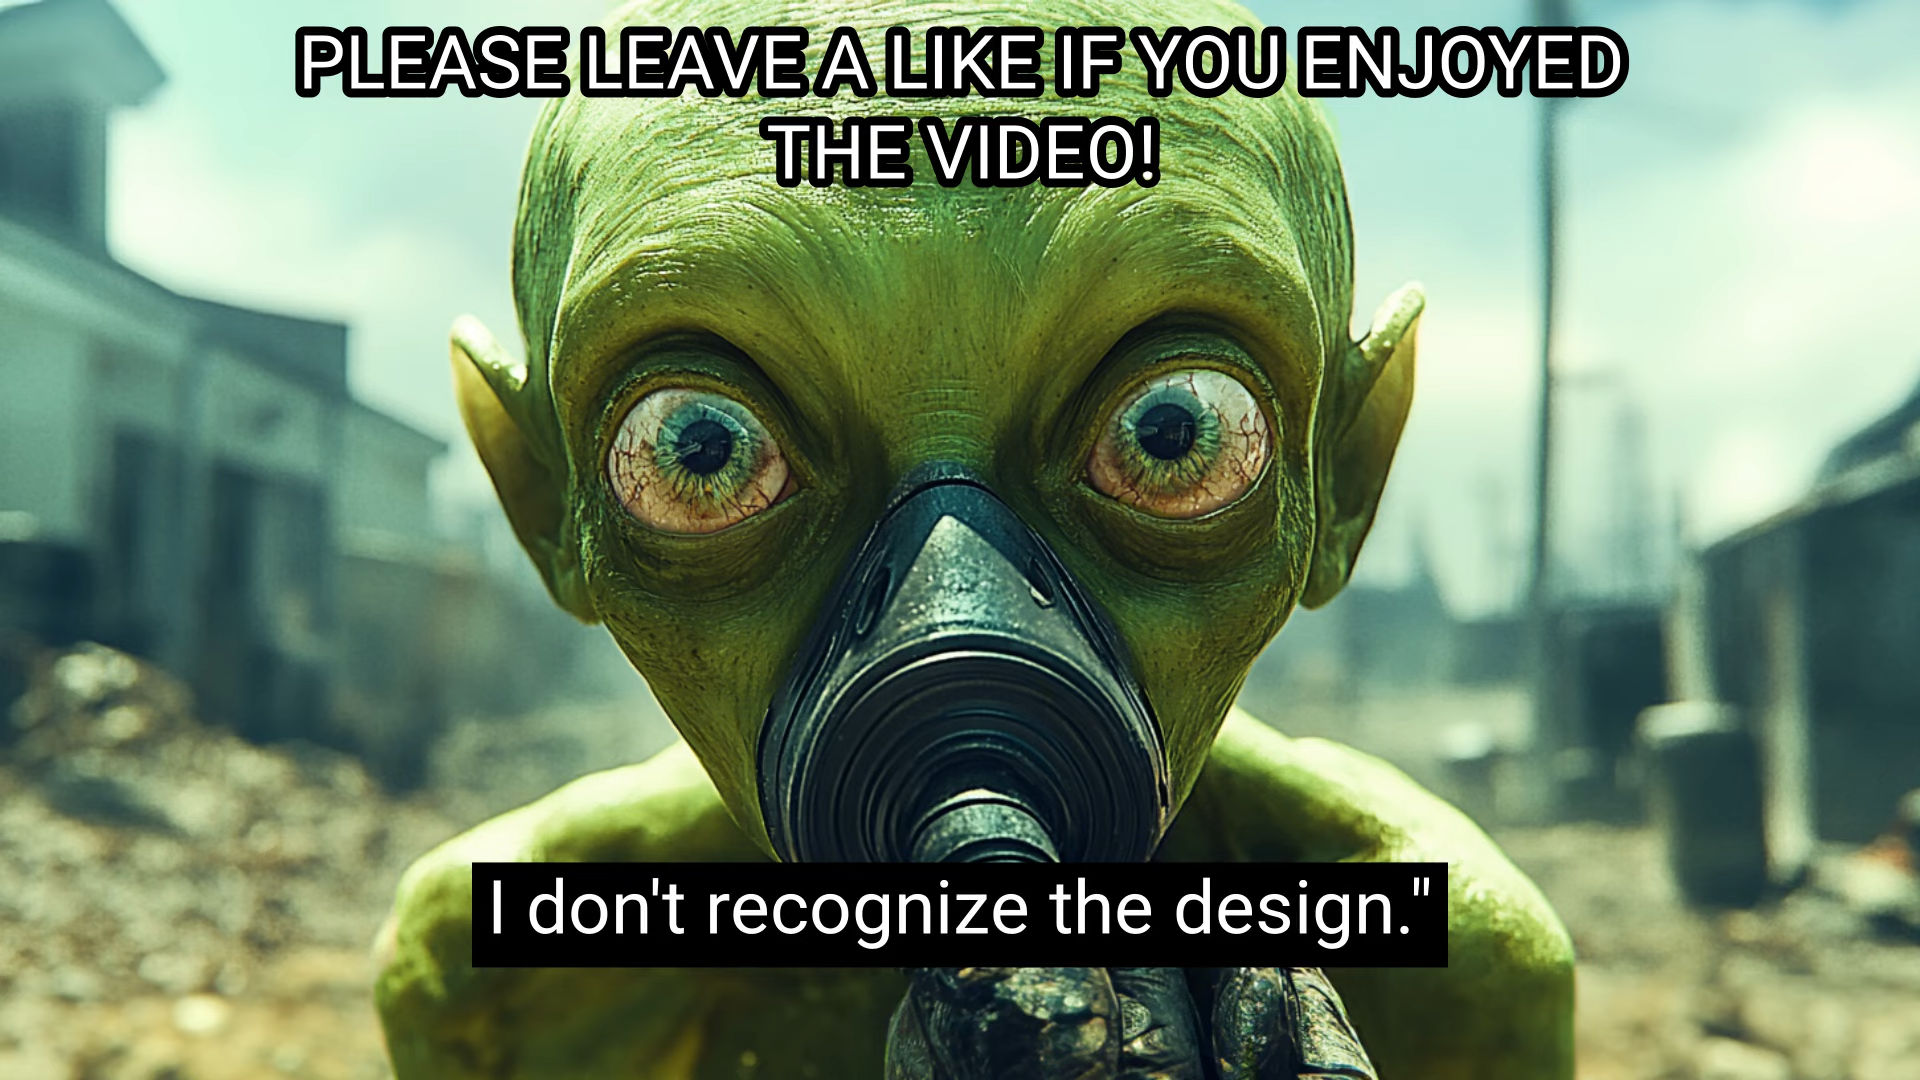 PLEASE LEAVE A LIKE IF YOU ENJOYED
THE VIDEO!
I don't recognize the design."